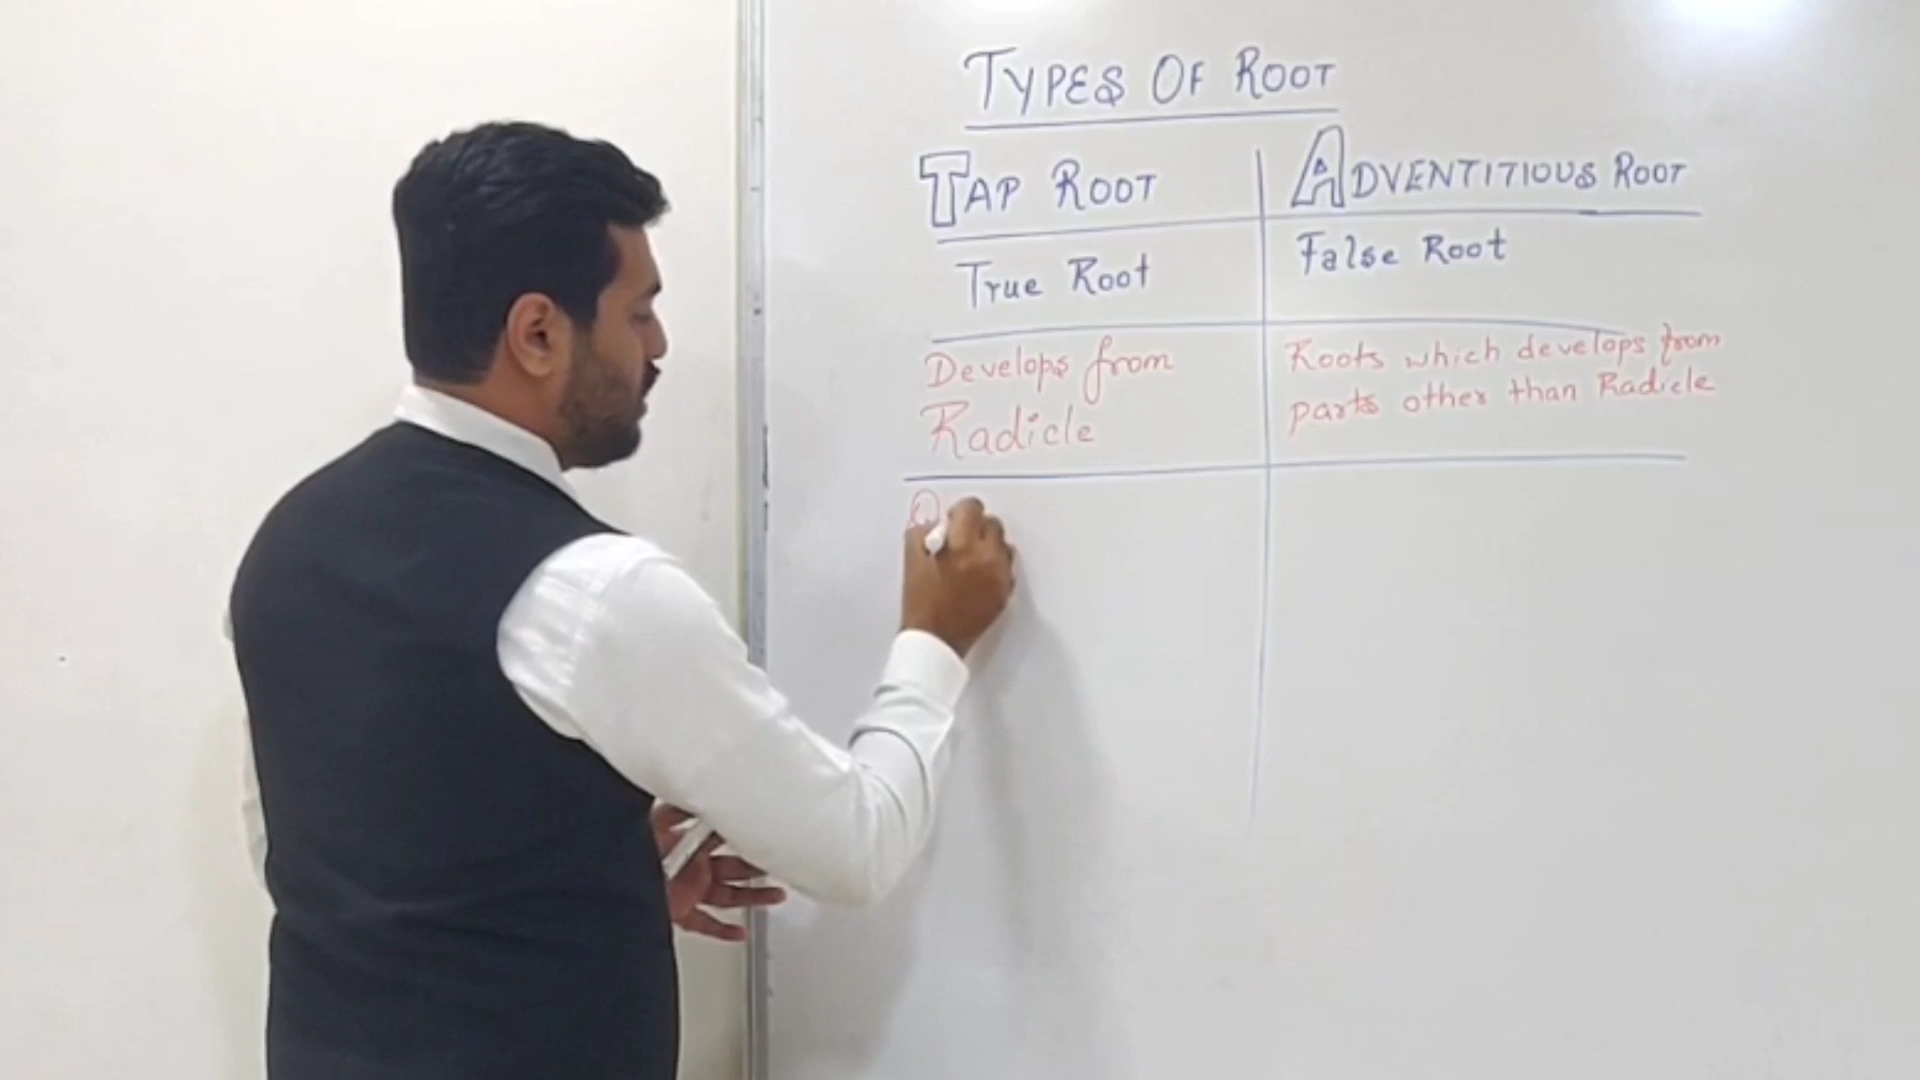 TYPES OF ROOT
TAP ROOT
ADVENTITIOUS ROOT
True Root
False Root
Develops from
Radicle
Roots which develops from
parts other than Radicle